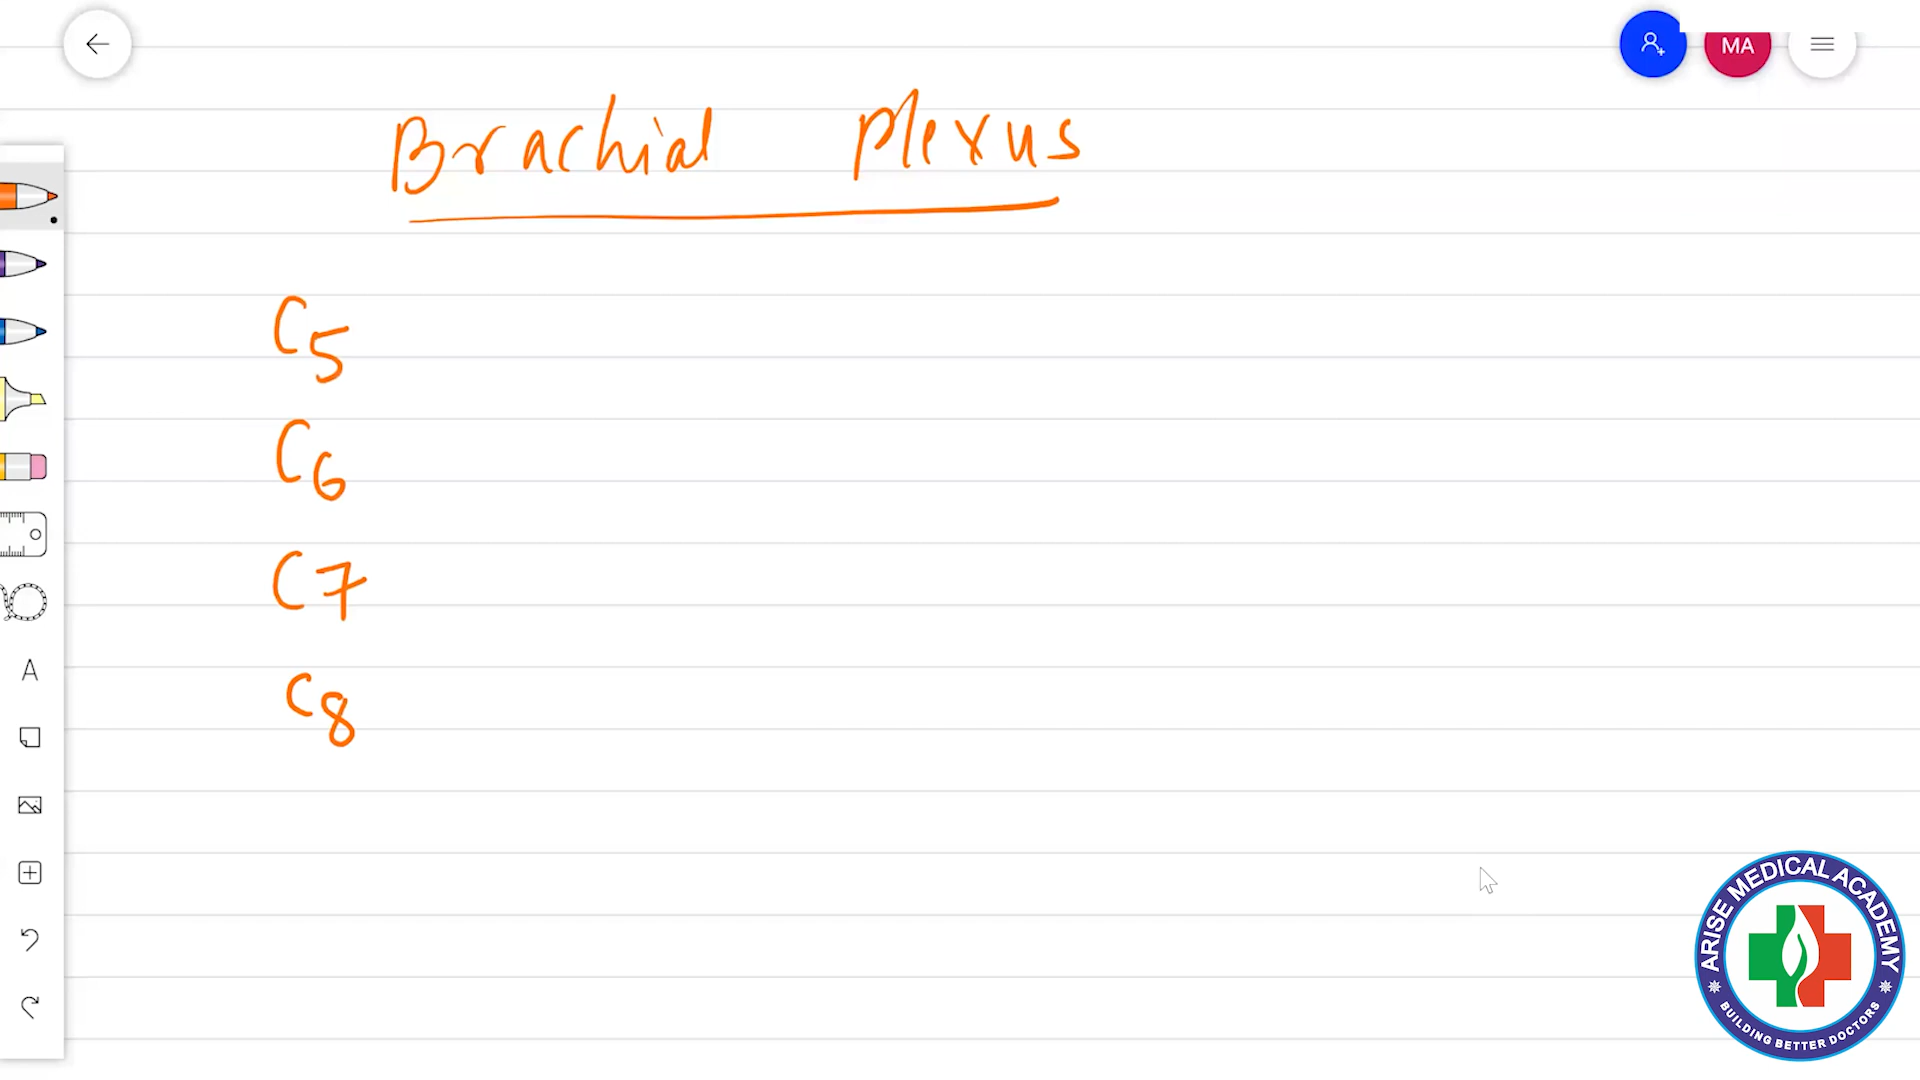 MA
Brachial Plexus
C5
C6
C7
C8
A
ARISE MEDICAL ACADEMY
BUILDING BETTER DOCTORS